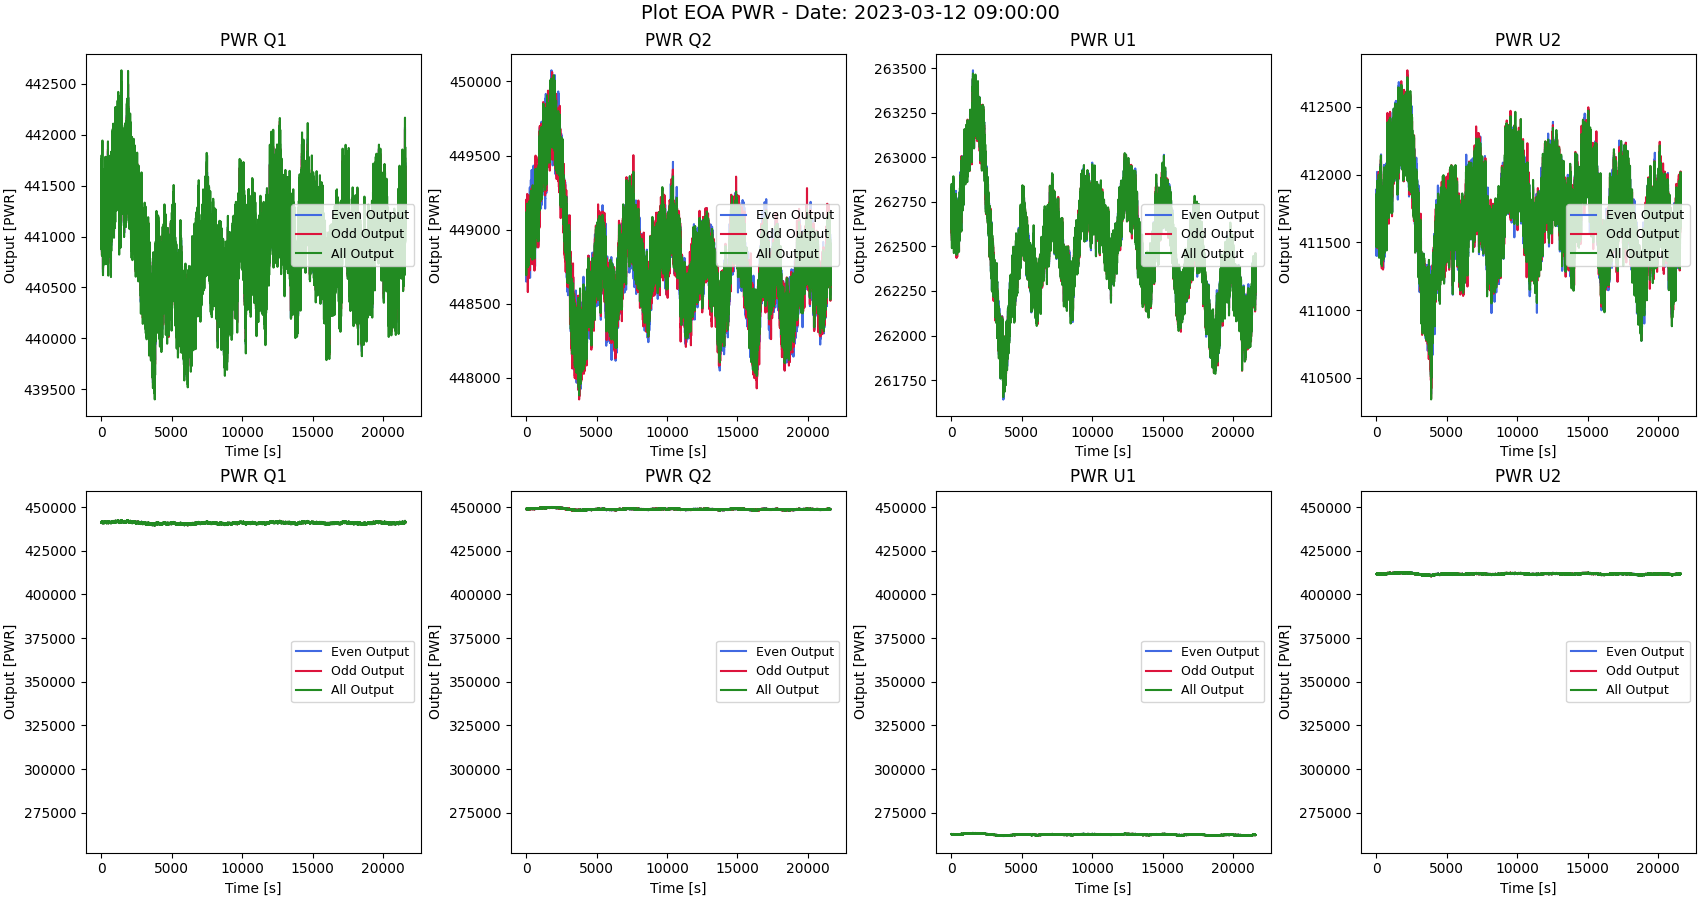 Plot EOA PWR - Date: 2023-03-12 09:00:00
PWR Q1
Output [PWR]
442500
442000
441500
441000
440500
440000
439500
0 5000 10000 15000 20000
Time [s]
Even Output
Odd Output
All Output
PWR Q2
Output [PWR]
450000
449500
449000
448500
448000
0 5000 10000 15000 20000
Time [s]
Even Output
Odd Output
All Output
PWR U1
Output [PWR]
263500
263250
263000
262750
262500
262250
262000
261750
0 5000 10000 15000 20000
Time [s]
Even Output
Odd Output
All Output
PWR U2
Output [PWR]
412500
412000
411500
411000
410500
0 5000 10000 15000 20000
Time [s]
Even Output
Odd Output
All Output
PWR Q1
Output [PWR]
450000
425000
400000
375000
350000
325000
300000
275000
0 5000 10000 15000 20000
Time [s]
Even Output
Odd Output
All Output
PWR Q2
Output [PWR]
450000
425000
400000
375000
350000
325000
300000
275000
0 5000 10000 15000 20000
Time [s]
Even Output
Odd Output
All Output
PWR U1
Output [PWR]
450000
425000
400000
375000
350000
325000
300000
275000
0 5000 10000 15000 20000
Time [s]
Even Output
Odd Output
All Output
PWR U2
Output [PWR]
450000
425000
400000
375000
350000
325000
300000
275000
0 5000 10000 15000 20000
Time [s]
Even Output
Odd Output
All Output